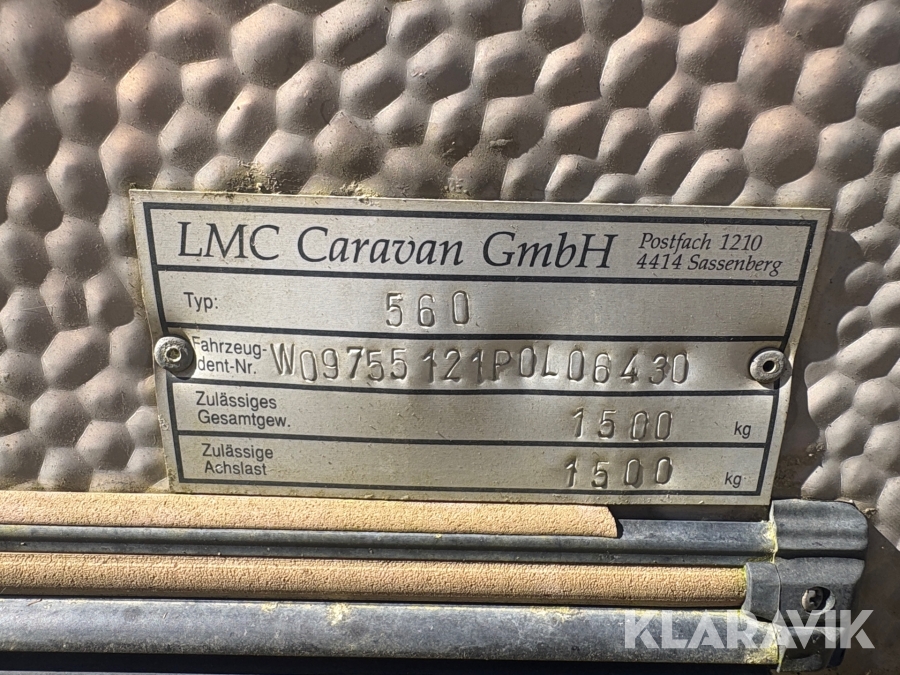 LMC Caravan GmbH Postfach 1210
4414 Sassenberg
Typ: 560
Fahrzeug-
dent-Nr. W09755121P0L06430
Zulässiges
Gesamtgew. 1500 kg
Zulässige
Achslast 1500 kg
KLARAVIK